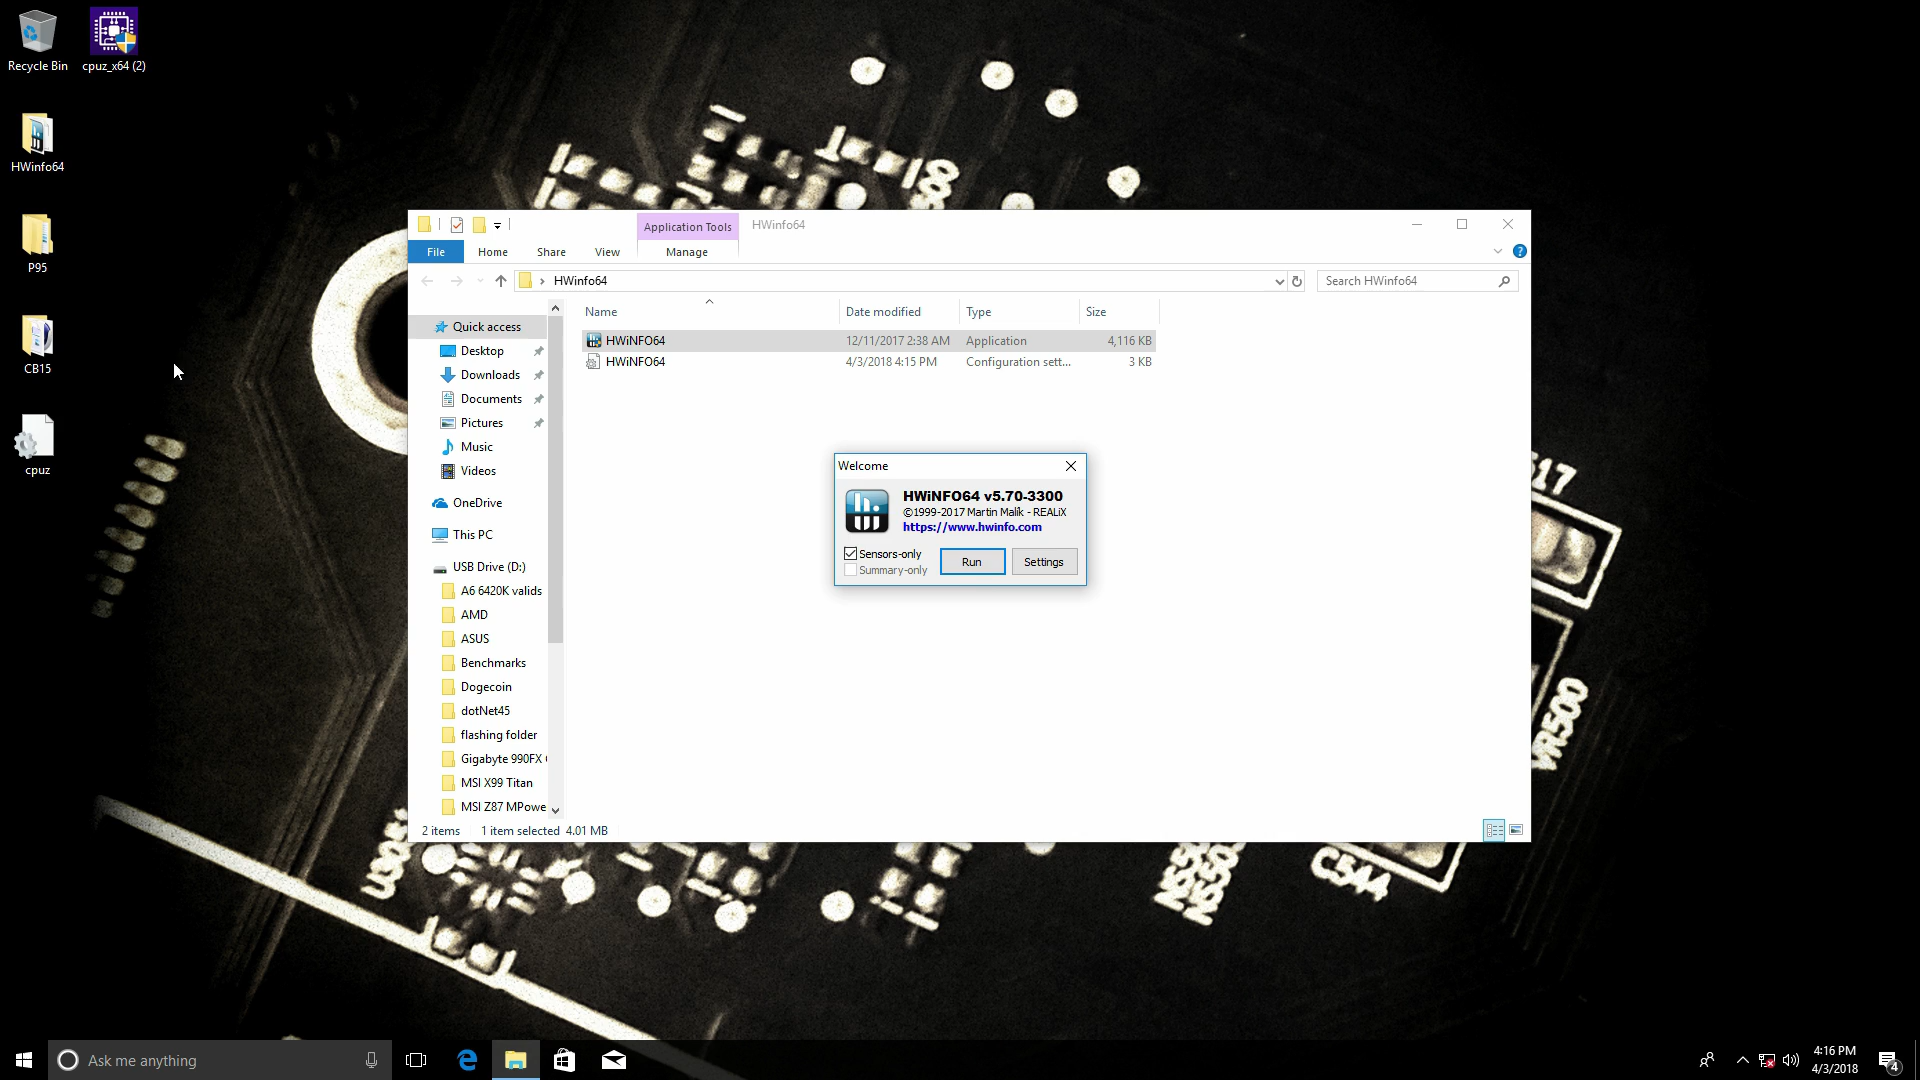 Recycle Bin
cpuz_x64 (2)
HWinfo64
P95
CB15
cpuz
Application Tools
HWinfo64
File
Home
Share
View
Manage
HWinfo64
Search HWinfo64
Name
Date modified
Type
Size
HWiNFO64
12/11/2017 2:38 AM
Application
4,116 KB
HWiNFO64
4/3/2018 4:15 PM
Configuration sett...
3 KB
Quick access
Desktop
Downloads
Documents
Pictures
Music
Videos
OneDrive
This PC
USB Drive (D:)
A6 6420K valids
AMD
ASUS
Benchmarks
Dogecoin
dotNet45
flashing folder
Gigabyte 990FX
MSI X99 Titan
MSI Z87 MPowe
2 items
1 item selected 4.01 MB
Welcome
HWiNFO64 v5.70-3300
©1999-2017 Martin Malík - REALiX
https://www.hwinfo.com
Sensors-only
Summary-only
Run
Settings
C544
Ask me anything
4:16 PM
4/3/2018
4